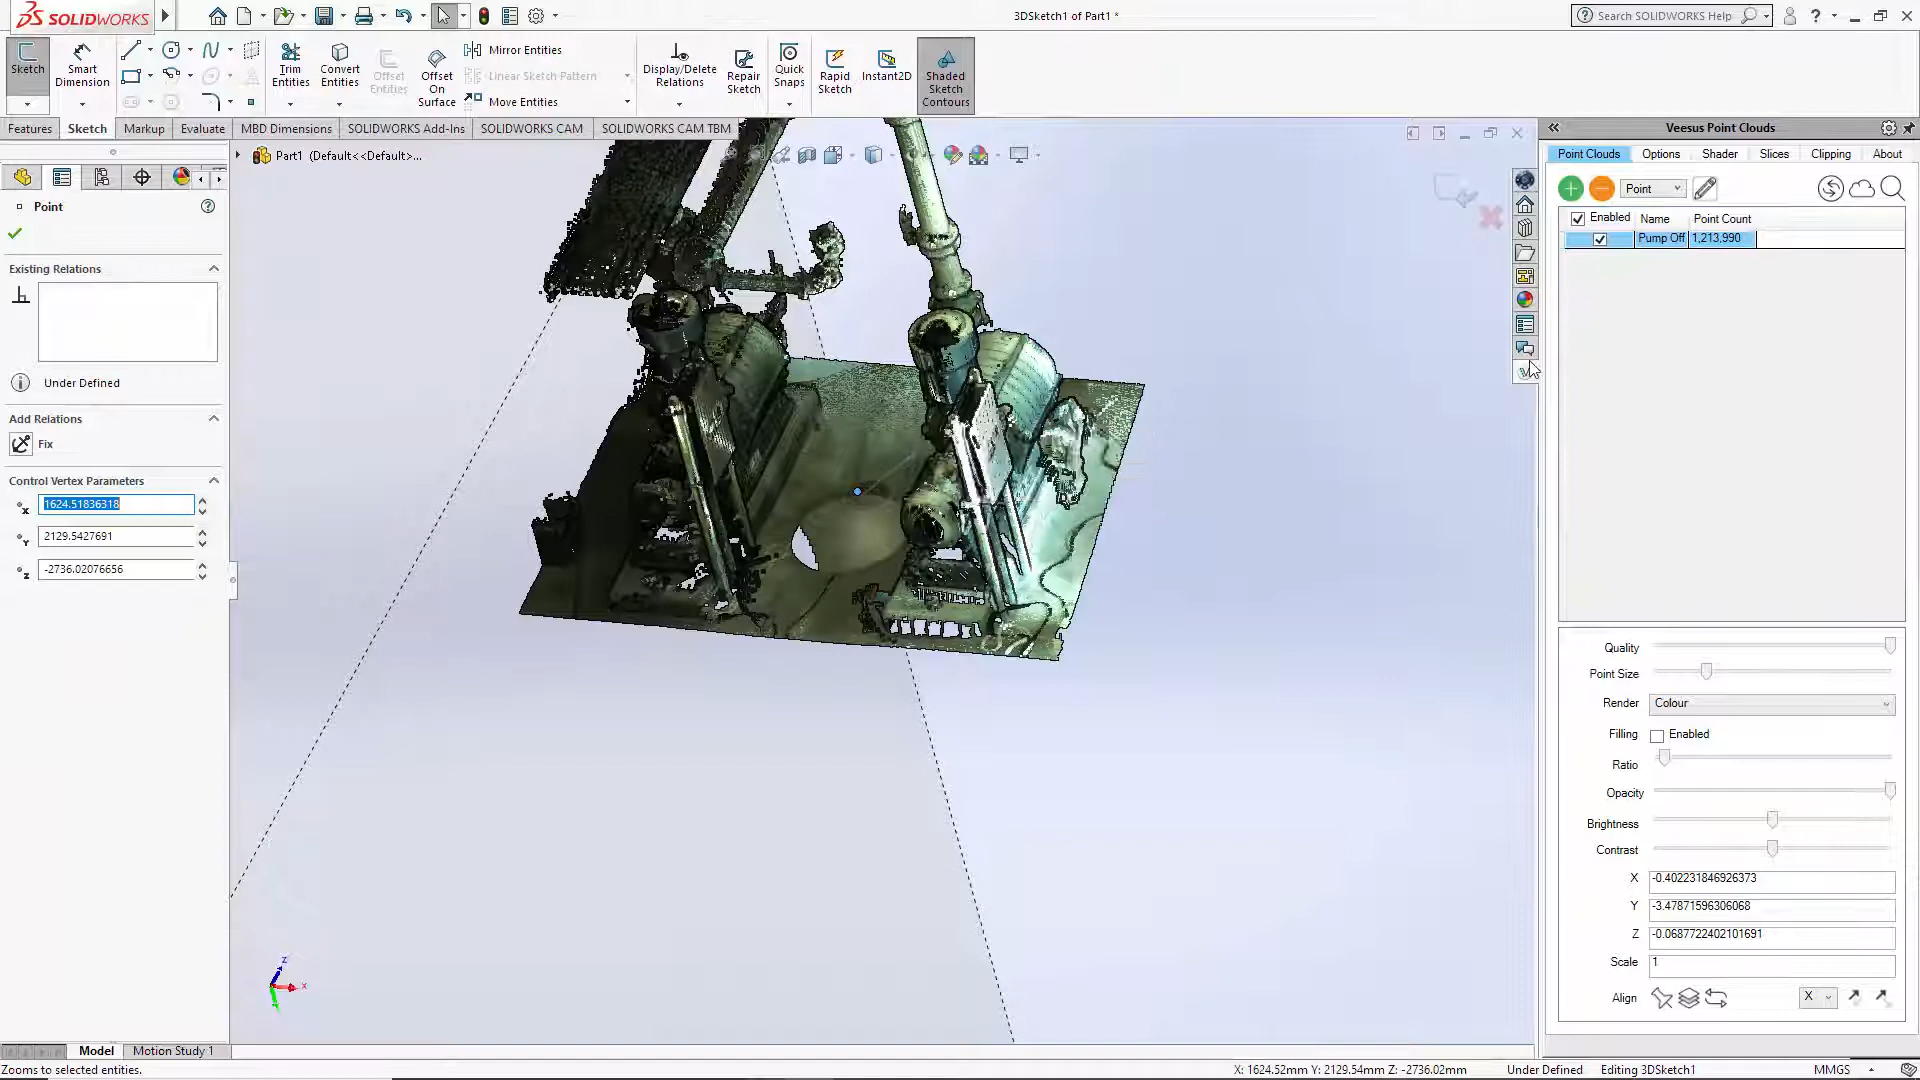 SOLIDWORKS
3DSketch1 of Part1 *
Search SOLIDWORKS Help
Sketch
Smart Dimension
Trim Entities
Convert Entities
Offset Entities
Offset On Surface
Mirror Entities
Linear Sketch Pattern
Move Entities
Display/Delete Relations
Repair Sketch
Quick Snaps
Rapid Sketch
Instant2D
Shaded Sketch Contours
Features
Sketch
Markup
Evaluate
MBD Dimensions
SOLIDWORKS Add-Ins
SOLIDWORKS CAM
SOLIDWORKS CAM TBM
Part1 (Default<<Default>...
Point
Existing Relations
Under Defined
Add Relations
Fix
Control Vertex Parameters
x 1624.51836318
Y 2129.5427691
z -2736.02076656
z
x
Veesus Point Clouds
Point Clouds
Options
Shader
Slices
Clipping
About
Point
Enabled Name Point Count
Pump Off 1,213,990
Quality
Point Size
Render Colour
Filling Enabled
Ratio
Opacity
Brightness
Contrast
X -0.402231846926373
Y -3.47871596306068
Z -0.0687722402101691
Scale 1
Align X
Model
Motion Study 1
Zooms to selected entities.
X: 1624.52mm Y: 2129.54mm Z: -2736.02mm
Under Defined
Editing 3DSketch1
MMGS